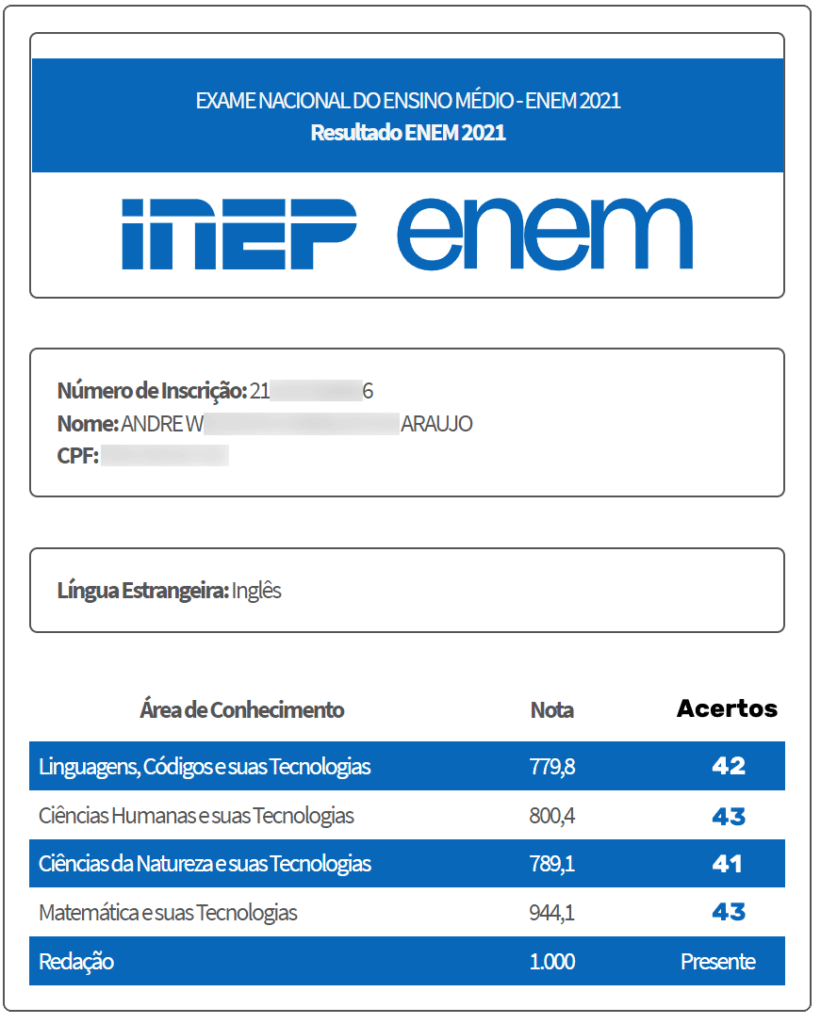 EXAME NACIONAL DO ENSINO MÉDIO - ENEM 2021
Resultado ENEM 2021
inep enem
Número de Inscrição: 21 6
Nome: ANDRE W ARAUJO
CPF:
Língua Estrangeira: Inglês
Área de Conhecimento Nota Acertos
Linguagens, Códigos e suas Tecnologias 779,8 42
Ciências Humanas e suas Tecnologias 800,4 43
Ciências da Natureza e suas Tecnologias 789,1 41
Matemática e suas Tecnologias 944,1 43
Redação 1.000 Presente